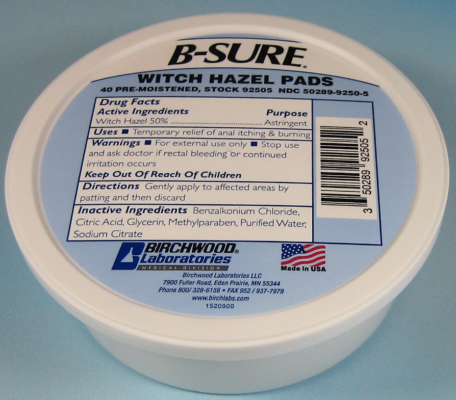 B-SURE.
WITCH HAZEL PADS
40 PRE-MOISTENED, STOCK 92505 NDC 50289-9250-5
Drug Facts
Active Ingredients Purpose
Witch Hazel 50%........................Astringent
Uses ■ Temporary relief of anal itching & burning
Warnings ■ For external use only ■ Stop use
and ask doctor if rectal bleeding or continued
irritation occurs
Keep Out Of Reach Of Children
Directions Gently apply to affected areas by
patting and then discard
Inactive Ingredients Benzalkonium Chloride,
Citric Acid, Glycerin, Methylparaben, Purified Water,
Sodium Citrate
3 50289 92505 2
BIRCHWOOD
Laboratories
MEDICAL DIVISION
Made In USA
Birchwood Laboratories LLC
7900 Fuller Road, Eden Prairie, MN 55344
Phone 800/ 328-6156 • FAX 952 / 937-7979
www.birchlabs.com
1520909